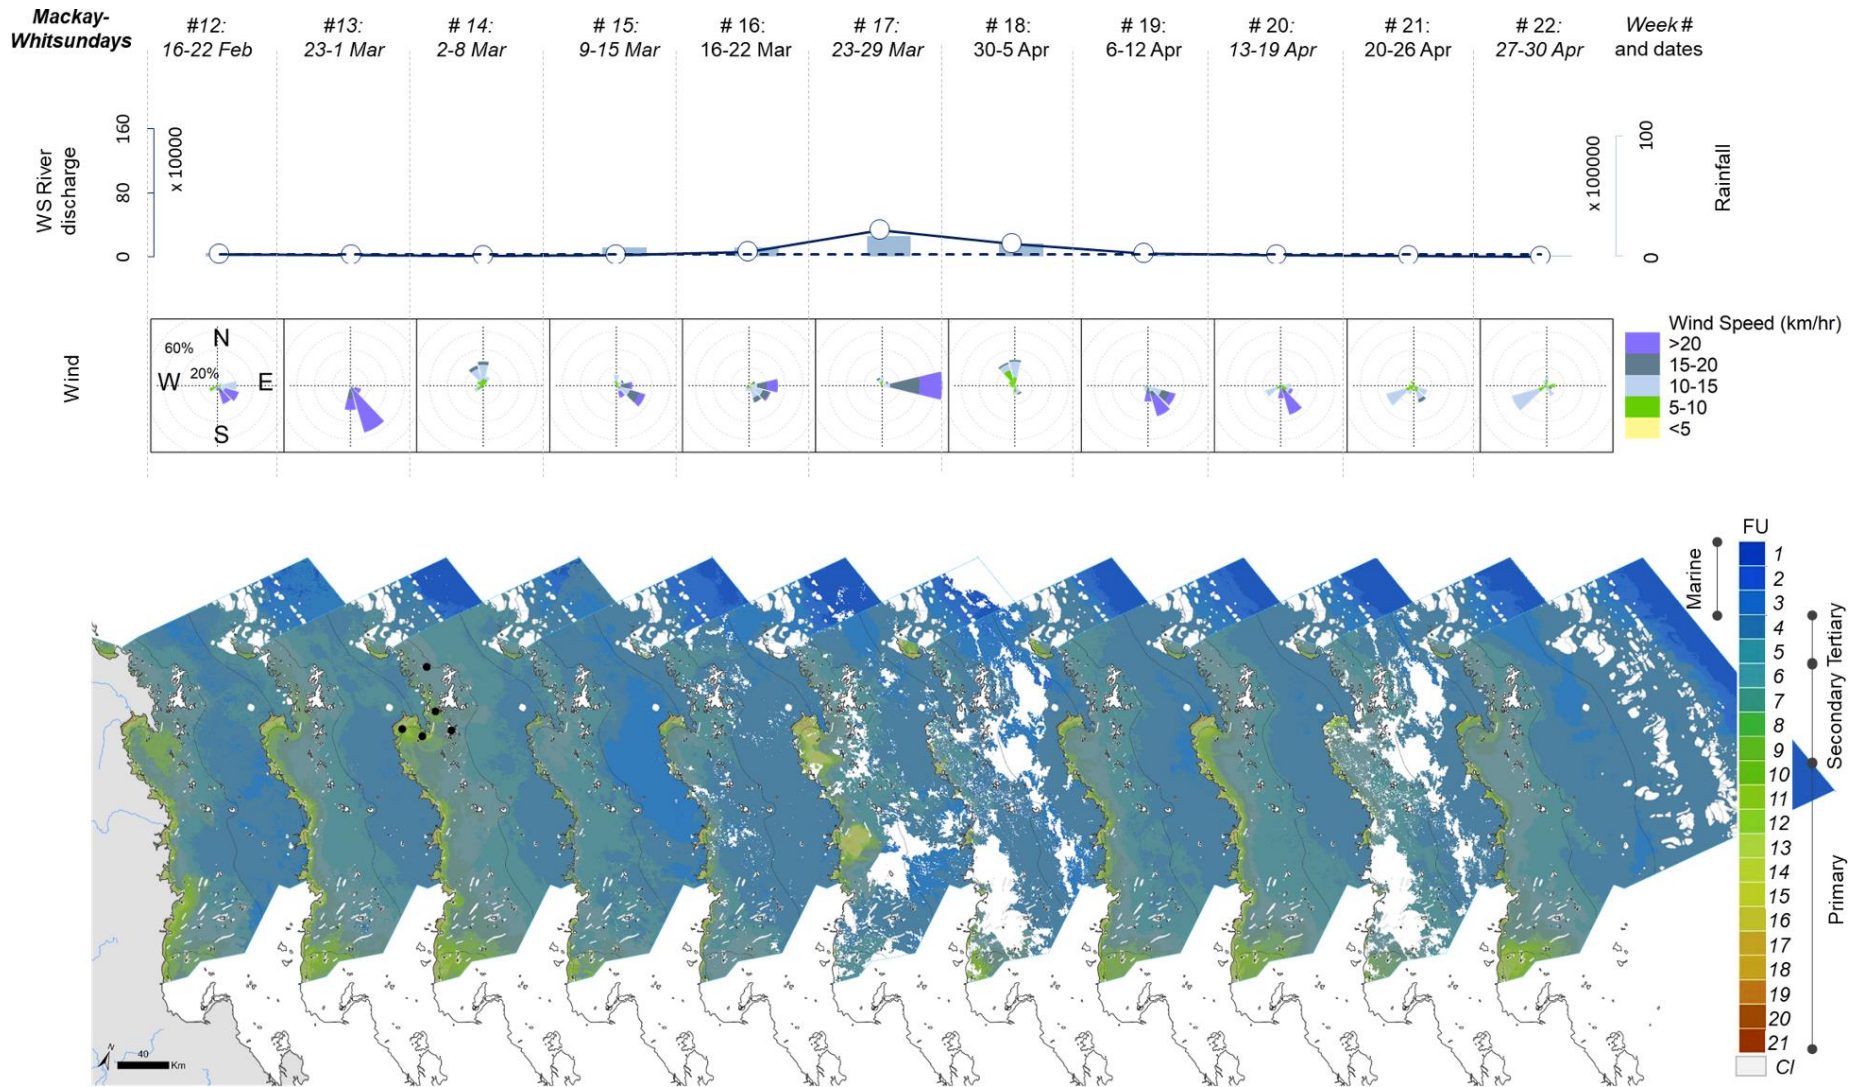 Mackay-
Whitsundays
#12:
16-22 Feb
#13:
23-1 Mar
# 14:
2-8 Mar
# 15:
9-15 Mar
# 16:
16-22 Mar
# 17:
23-29 Mar
# 18:
30-5 Apr
# 19:
6-12 Apr
# 20:
13-19 Apr
# 21:
20-26 Apr
# 22:
27-30 Apr
Week #
and dates
WS River
discharge
160
80
0
x 10000
x 100000
100
0
Rainfall
Wind
N
60%
W
20%
E
S
Wind Speed (km/hr)
>20
15-20
10-15
5-10
<5
FU
1
2
3
4
5
6
7
8
9
10
11
12
13
14
15
16
17
18
19
20
21
Cl
Marine
Tertiary
Secondary
Primary
N
40
Km